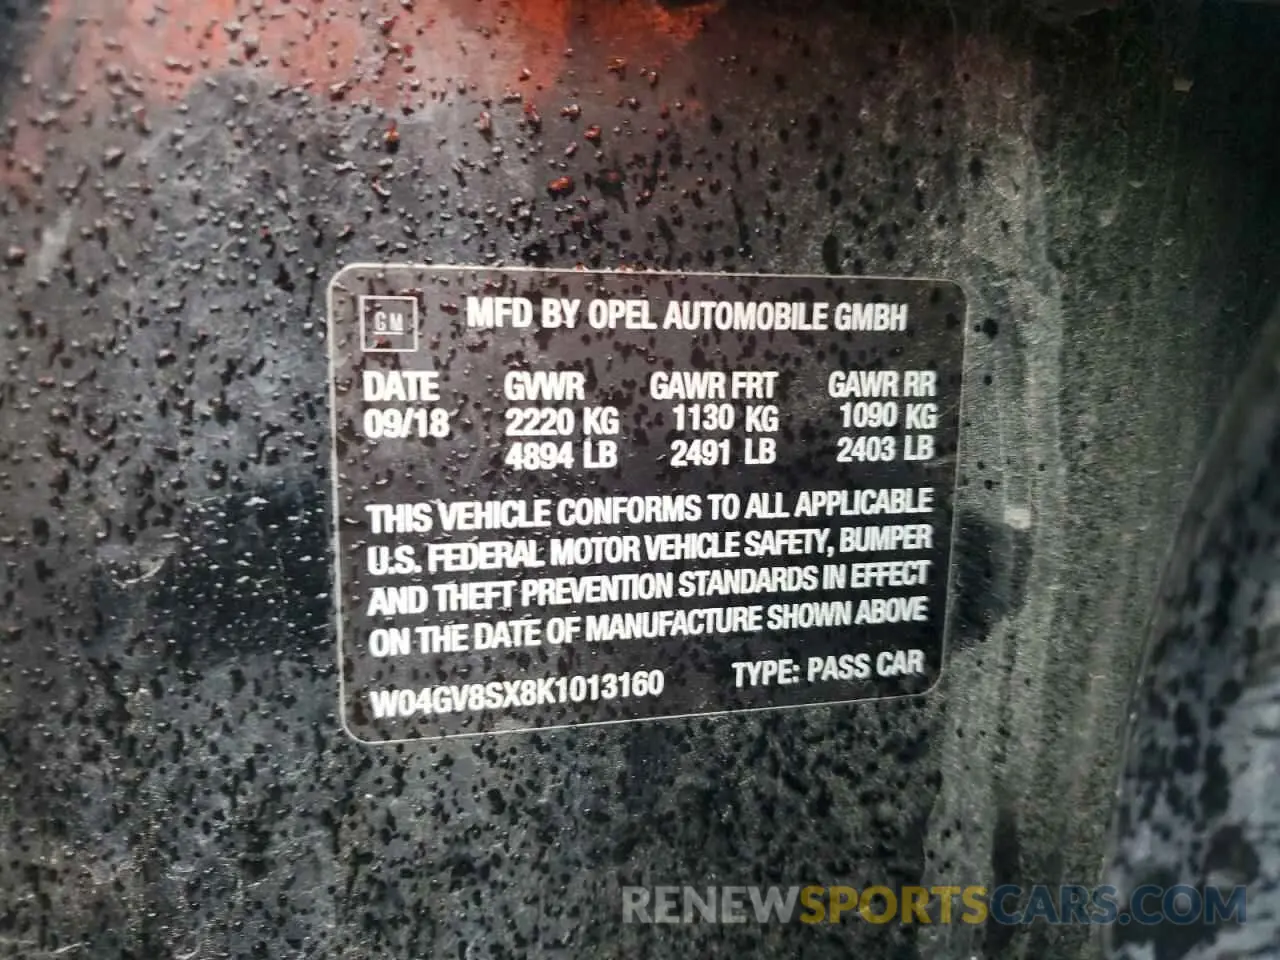 GM
MFD BY OPEL AUTOMOBILE GMBH
DATE GVWR GAWR FRT GAWR RR
09/18 2220 KG 1130 KG 1090 KG
4894 LB 2491 LB 2403 LB
THIS VEHICLE CONFORMS TO ALL APPLICABLE
U.S. FEDERAL MOTOR VEHICLE SAFETY, BUMPER
AND THEFT PREVENTION STANDARDS IN EFFECT
ON THE DATE OF MANUFACTURE SHOWN ABOVE
W04GV8SX8K1013160 TYPE: PASS CAR
RENEWSPORTSCARS.COM